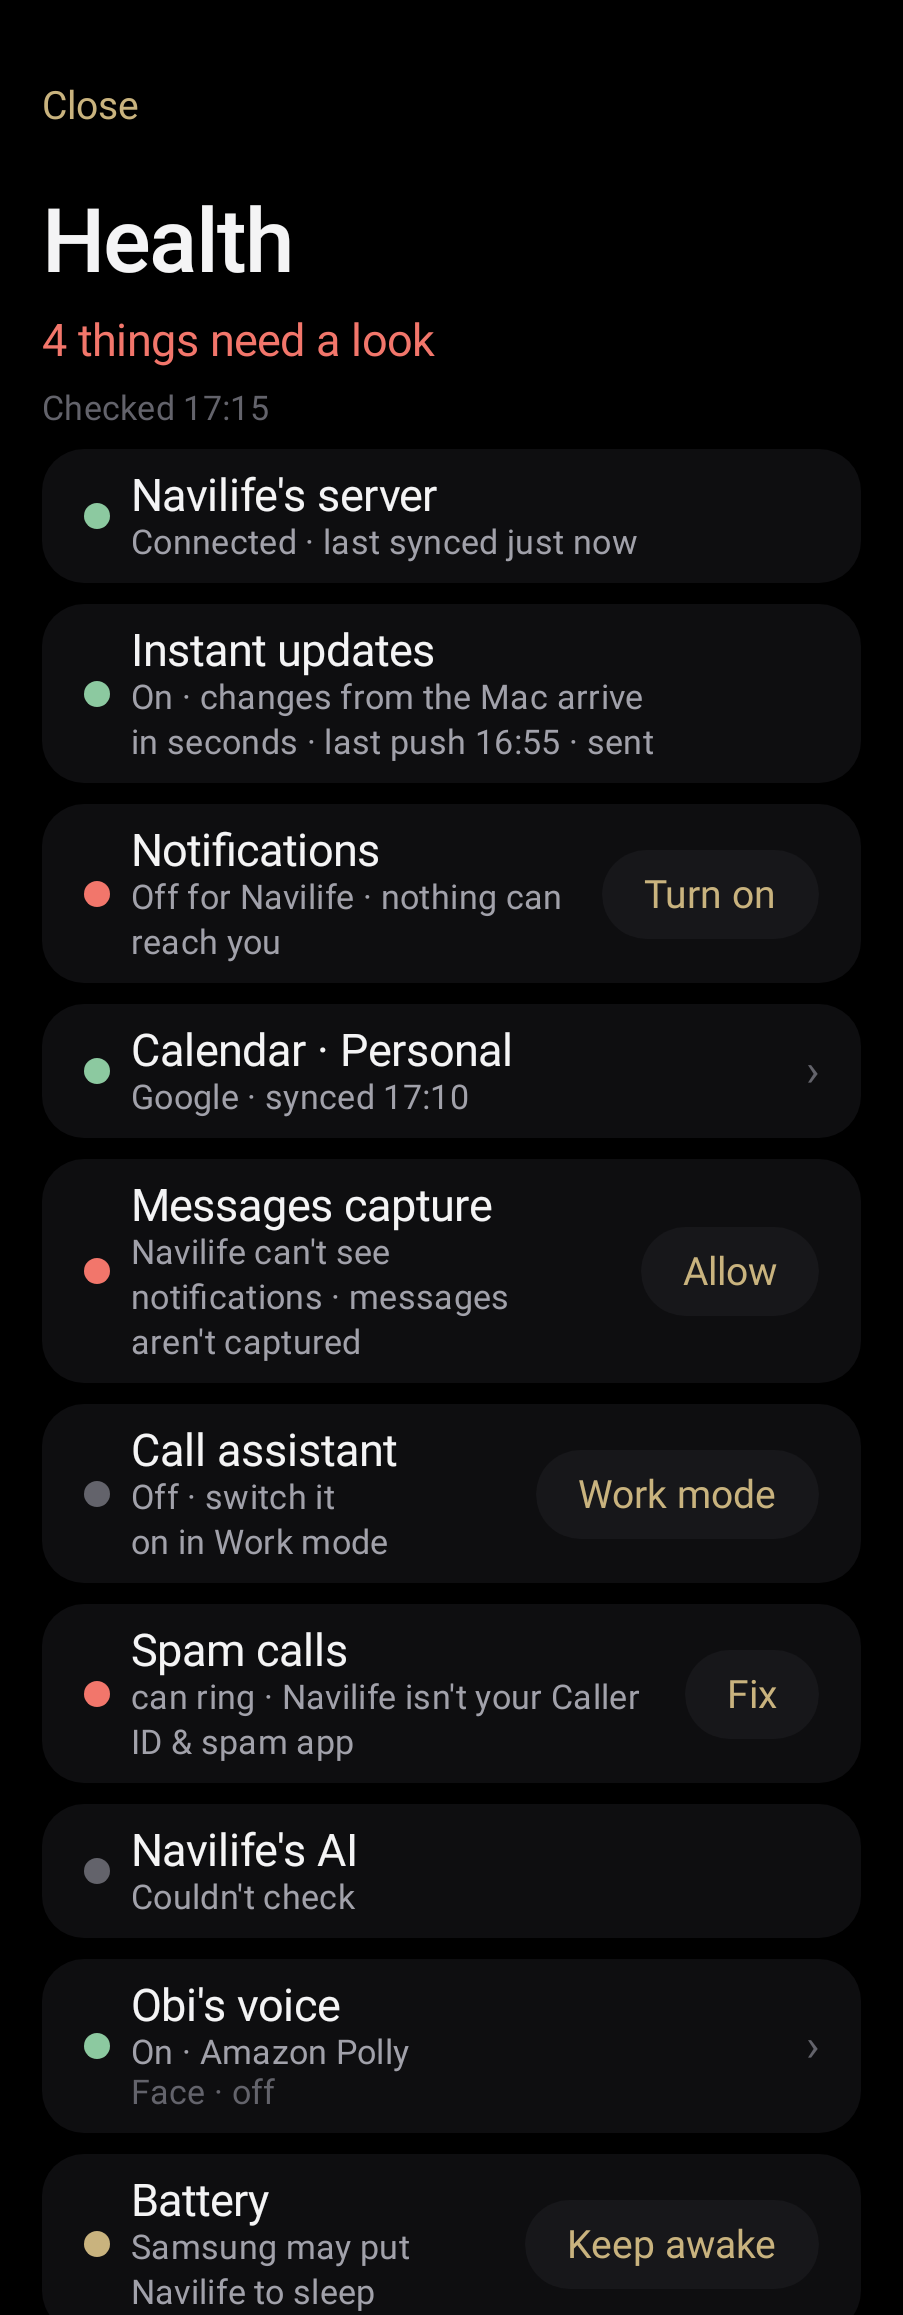 Close
Health
4 things need a look
Checked 17:15
Navilife's server
Connected · last synced just now
Instant updates
On · changes from the Mac arrive
in seconds · last push 16:55 · sent
Notifications
Off for Navilife · nothing can
reach you
Turn on
Calendar · Personal
Google · synced 17:10
›
Messages capture
Navilife can't see
notifications · messages
aren't captured
Allow
Call assistant
Off · switch it
on in Work mode
Work mode
Spam calls
can ring · Navilife isn't your Caller
ID & spam app
Fix
Navilife's AI
Couldn't check
Obi's voice
On · Amazon Polly
Face · off
›
Battery
Samsung may put
Navilife to sleep
Keep awake